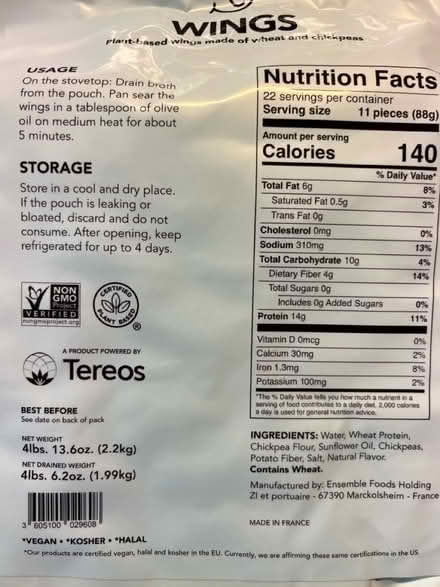 WINGS
Plant-based wings made of wheat and chickpeas
USAGE
On the stovetop: Drain broth
from the pouch. Pan sear the
wings in a tablespoon of olive
oil on medium heat for about
5 minutes.
STORAGE
Store in a cool and dry place.
If the pouch is leaking or
bloated, discard and do not
consume. After opening, keep
refrigerated for up to 4 days.
NON
GMO
Project
VERIFIED
nongmoproject.org
CERTIFIED
PLANT BASED
®
A PRODUCT POWERED BY
Tereos
BEST BEFORE
See date on back of pack
NET WEIGHT
4lbs. 13.6oz. (2.2kg)
NET DRAINED WEIGHT
4lbs. 6.2oz. (1.99kg)
3 605100 029608
*VEGAN • *KOSHER • *HALAL
*Our products are certified vegan, halal and kosher in the EU. Currently, we are affirming these same certifications in the US.
Nutrition Facts
22 servings per container
Serving size 11 pieces (88g)
Amount per serving
Calories 140
% Daily Value*
Total Fat 6g 8%
Saturated Fat 0.5g 3%
Trans Fat 0g
Cholesterol 0mg 0%
Sodium 310mg 13%
Total Carbohydrate 10g 4%
Dietary Fiber 4g 14%
Total Sugars 0g
Includes 0g Added Sugars 0%
Protein 14g 11%
Vitamin D 0mcg 0%
Calcium 30mg 2%
Iron 1.3mg 8%
Potassium 100mg 2%
*The % Daily Value tells you how much a nutrient in a
serving of food contributes to a daily diet. 2,000 calories
a day is used for general nutrition advice.
INGREDIENTS: Water, Wheat Protein,
Chickpea Flour, Sunflower Oil, Chickpeas,
Potato Fiber, Salt, Natural Flavor.
Contains Wheat.
Manufactured by: Ensemble Foods Holding
ZI et portuaire - 67390 Marckolsheim - France
MADE IN FRANCE